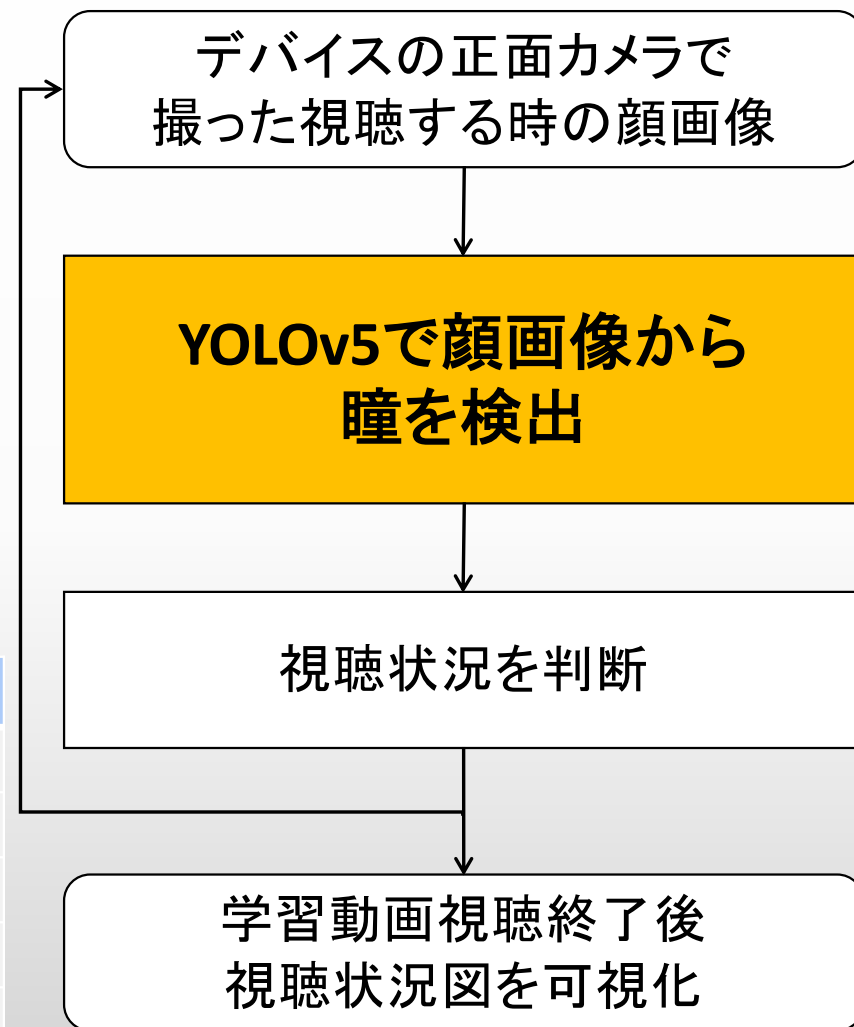 デバイスの正面カメラで
撮った視聴する時の顔画像
YOLOv5で顔画像から
瞳を検出
視聴状況を判断
学習動画視聴終了後
視聴状況図を可視化